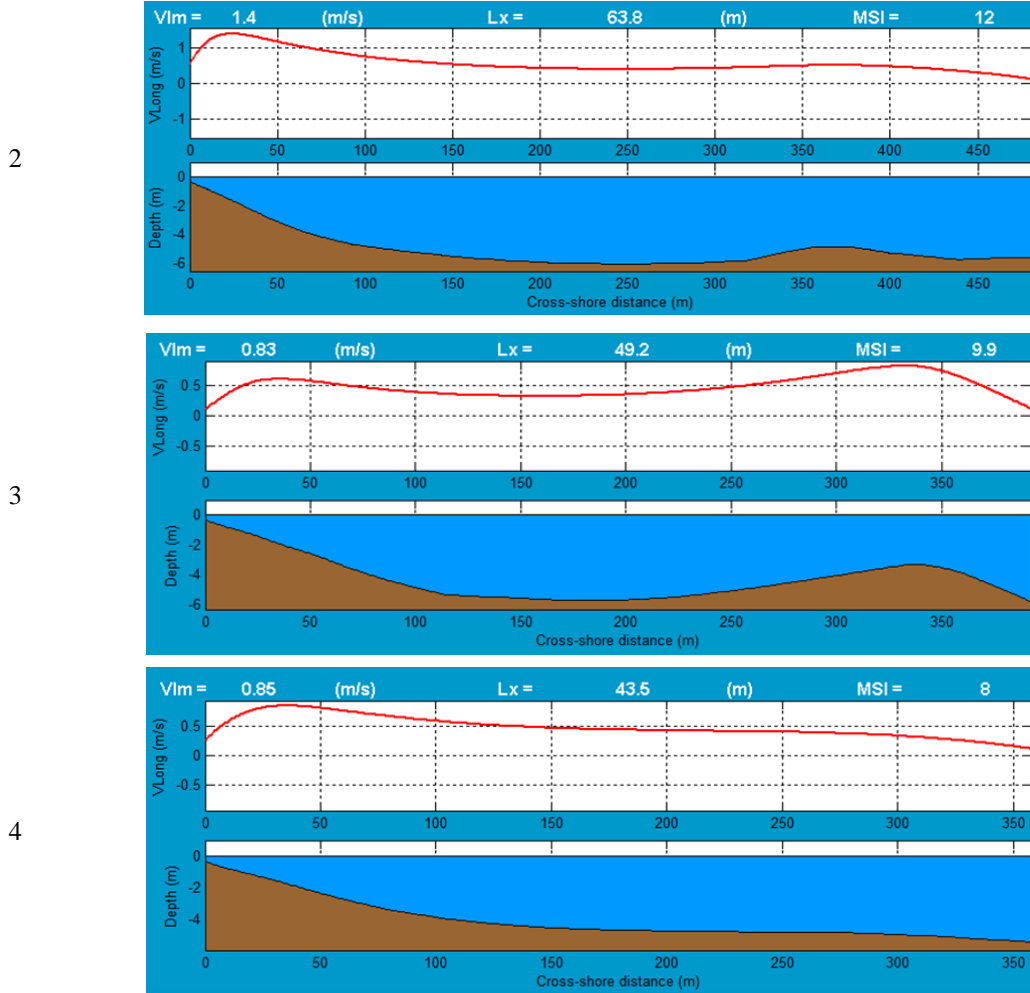 2
Vlm = 1.4 (m/s) Lx = 63.8 (m) MSI = 12
VLong (m/s)
1
0
-1
0 50 100 150 200 250 300 350 400 450
Depth (m)
0
-2
-4
-6
0 50 100 150 200 250 300 350 400 450
Cross-shore distance (m)
3
Vlm = 0.83 (m/s) Lx = 49.2 (m) MSI = 9.9
VLong (m/s)
0.5
0
-0.5
0 50 100 150 200 250 300 350
Depth (m)
0
-2
-4
-6
0 50 100 150 200 250 300 350
Cross-shore distance (m)
4
Vlm = 0.85 (m/s) Lx = 43.5 (m) MSI = 8
VLong (m/s)
0.5
0
-0.5
0 50 100 150 200 250 300 350
Depth (m)
0
-2
-4
0 50 100 150 200 250 300 350
Cross-shore distance (m)